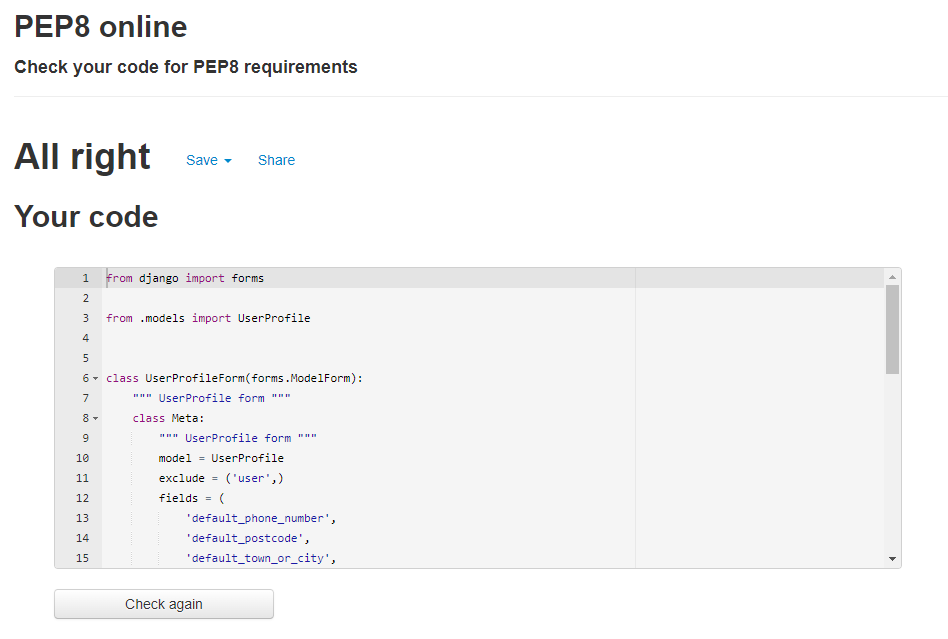 PEP8 online
Check your code for PEP8 requirements
All right Save Share
Your code
1 from django import forms
2
3 from .models import UserProfile
4
5
6 class UserProfileForm(forms.ModelForm):
7 """ UserProfile form """
8 class Meta:
9 """ UserProfile form """
10 model = UserProfile
11 exclude = ('user',)
12 fields = (
13 'default_phone_number',
14 'default_postcode',
15 'default_town_or_city',
Check again